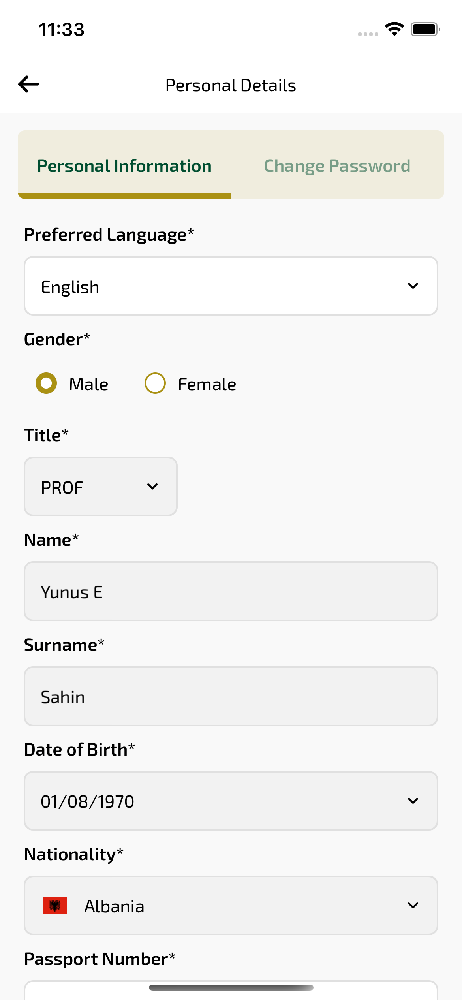 11:33
Personal Details
Personal Information
Change Password
Preferred Language*
English
Gender*
Male
Female
Title*
PROF
Name*
Yunus E
Surname*
Sahin
Date of Birth*
01/08/1970
Nationality*
Albania
Passport Number*